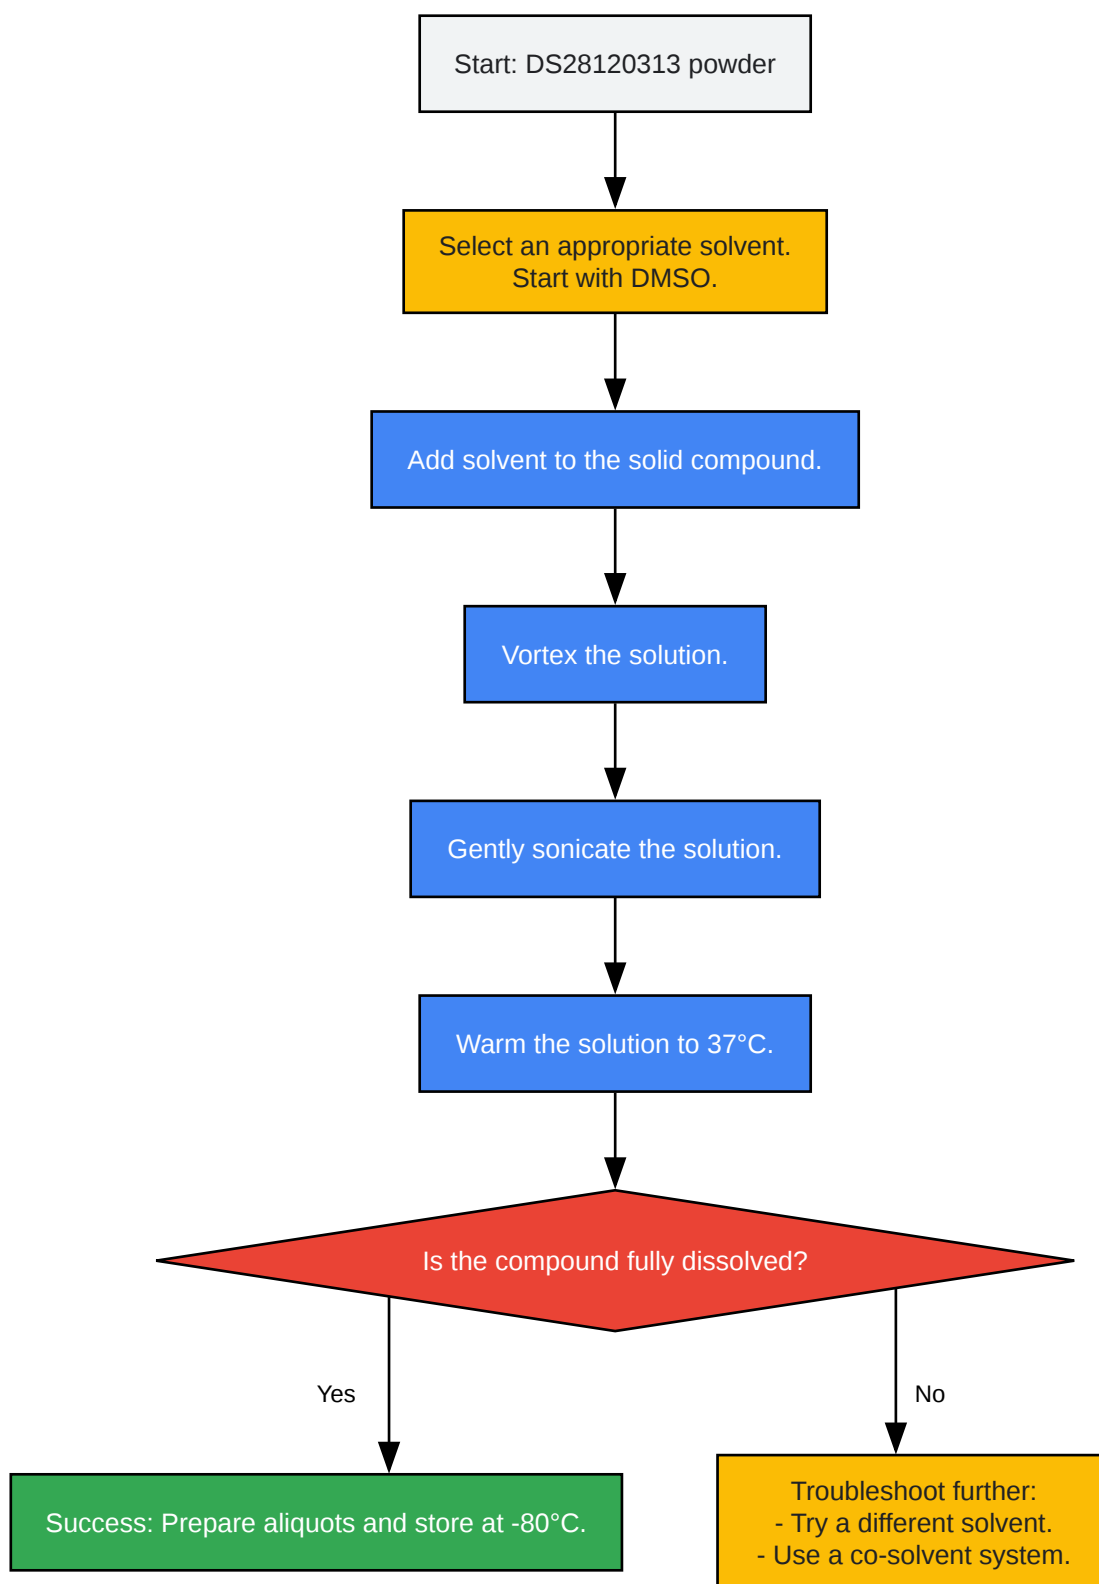 Start: DS28120313 powder
Select an appropriate solvent.
Start with DMSO.
Add solvent to the solid compound.
Vortex the solution.
Gently sonicate the solution.
Warm the solution to 37°C.
Is the compound fully dissolved?
Yes
No
Success: Prepare aliquots and store at -80°C.
Troubleshoot further:
- Try a different solvent.
- Use a co-solvent system.